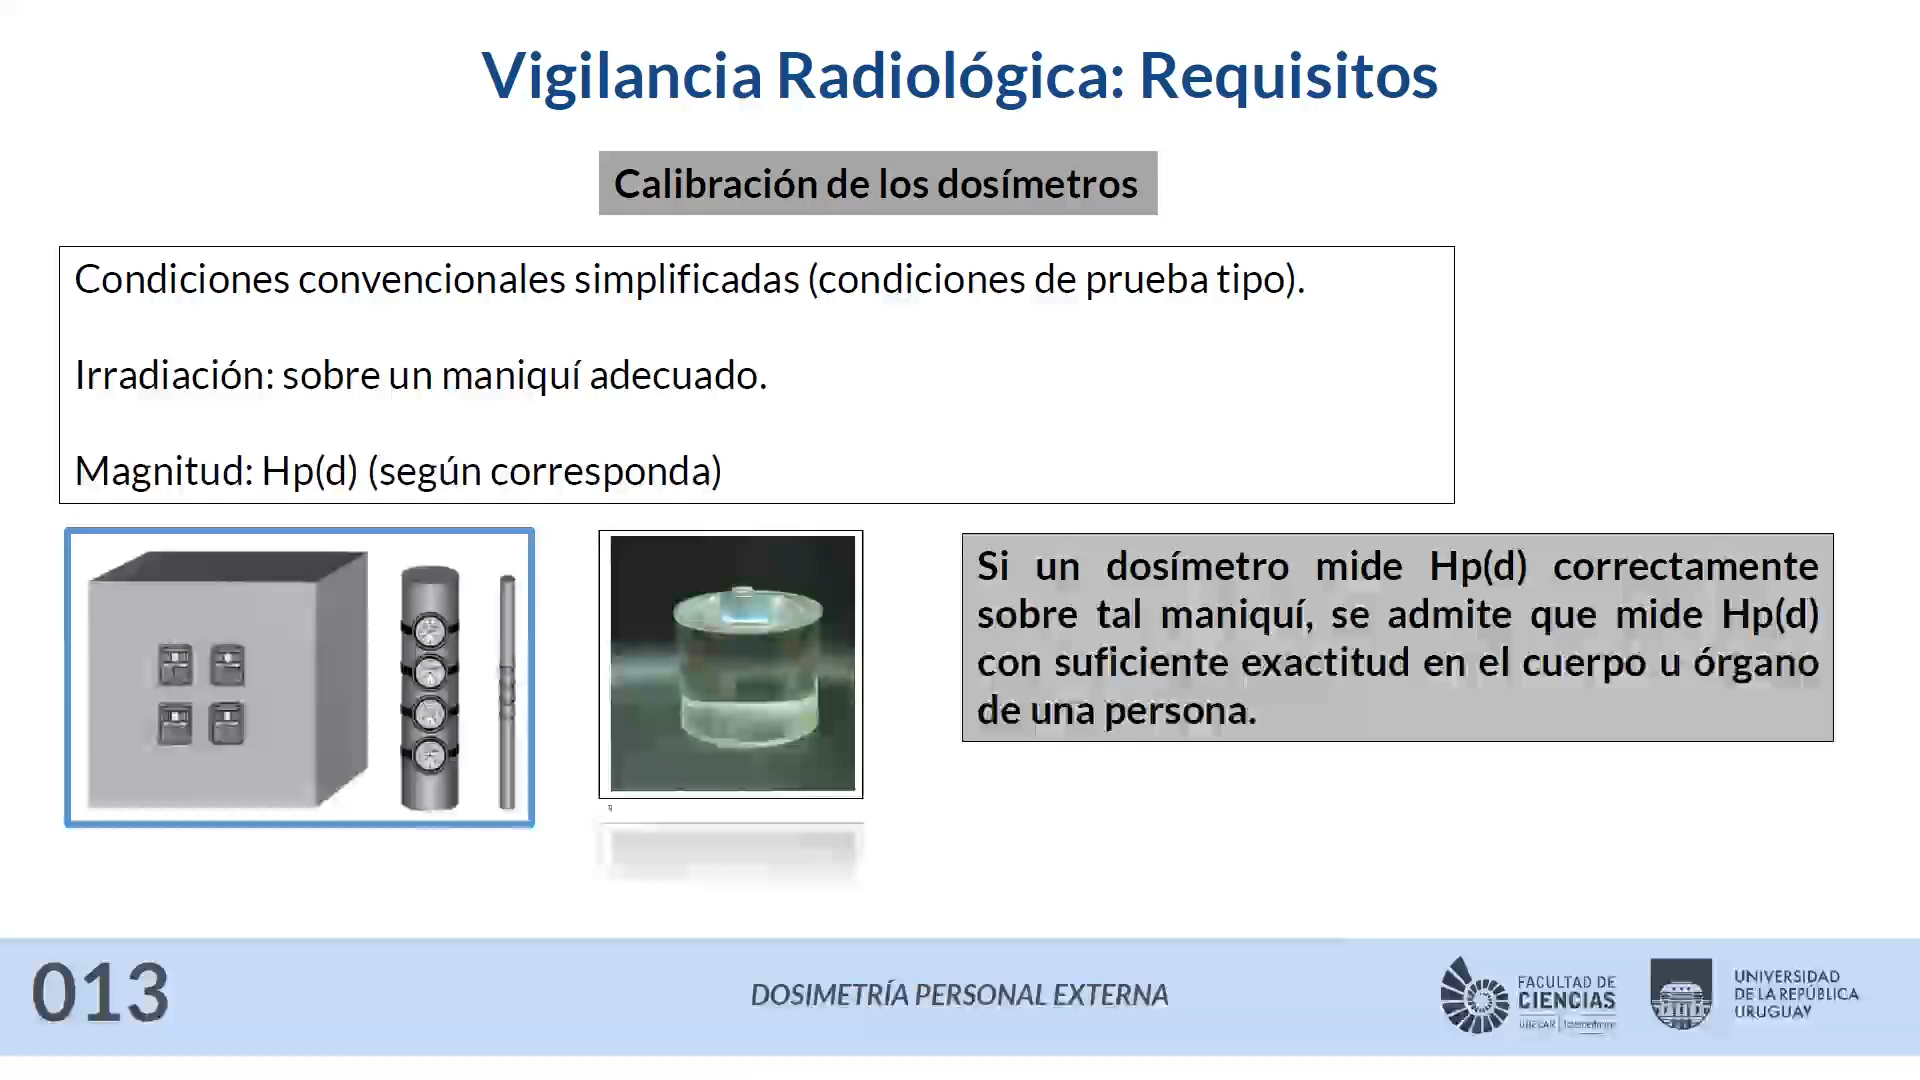 Vigilancia Radiológica: Requisitos
Calibración de los dosímetros
Condiciones convencionales simplificadas (condiciones de prueba tipo).
Irradiación: sobre un maniquí adecuado.
Magnitud: Hp(d) (según corresponda)
Si un dosímetro mide Hp(d) correctamente
sobre tal maniquí, se admite que mide Hp(d)
con suficiente exactitud en el cuerpo u órgano
de una persona.
013
DOSIMETRÍA PERSONAL EXTERNA
FACULTAD DE
CIENCIAS
UNIVERSIDAD
DE LA REPÚBLICA
URUGUAY